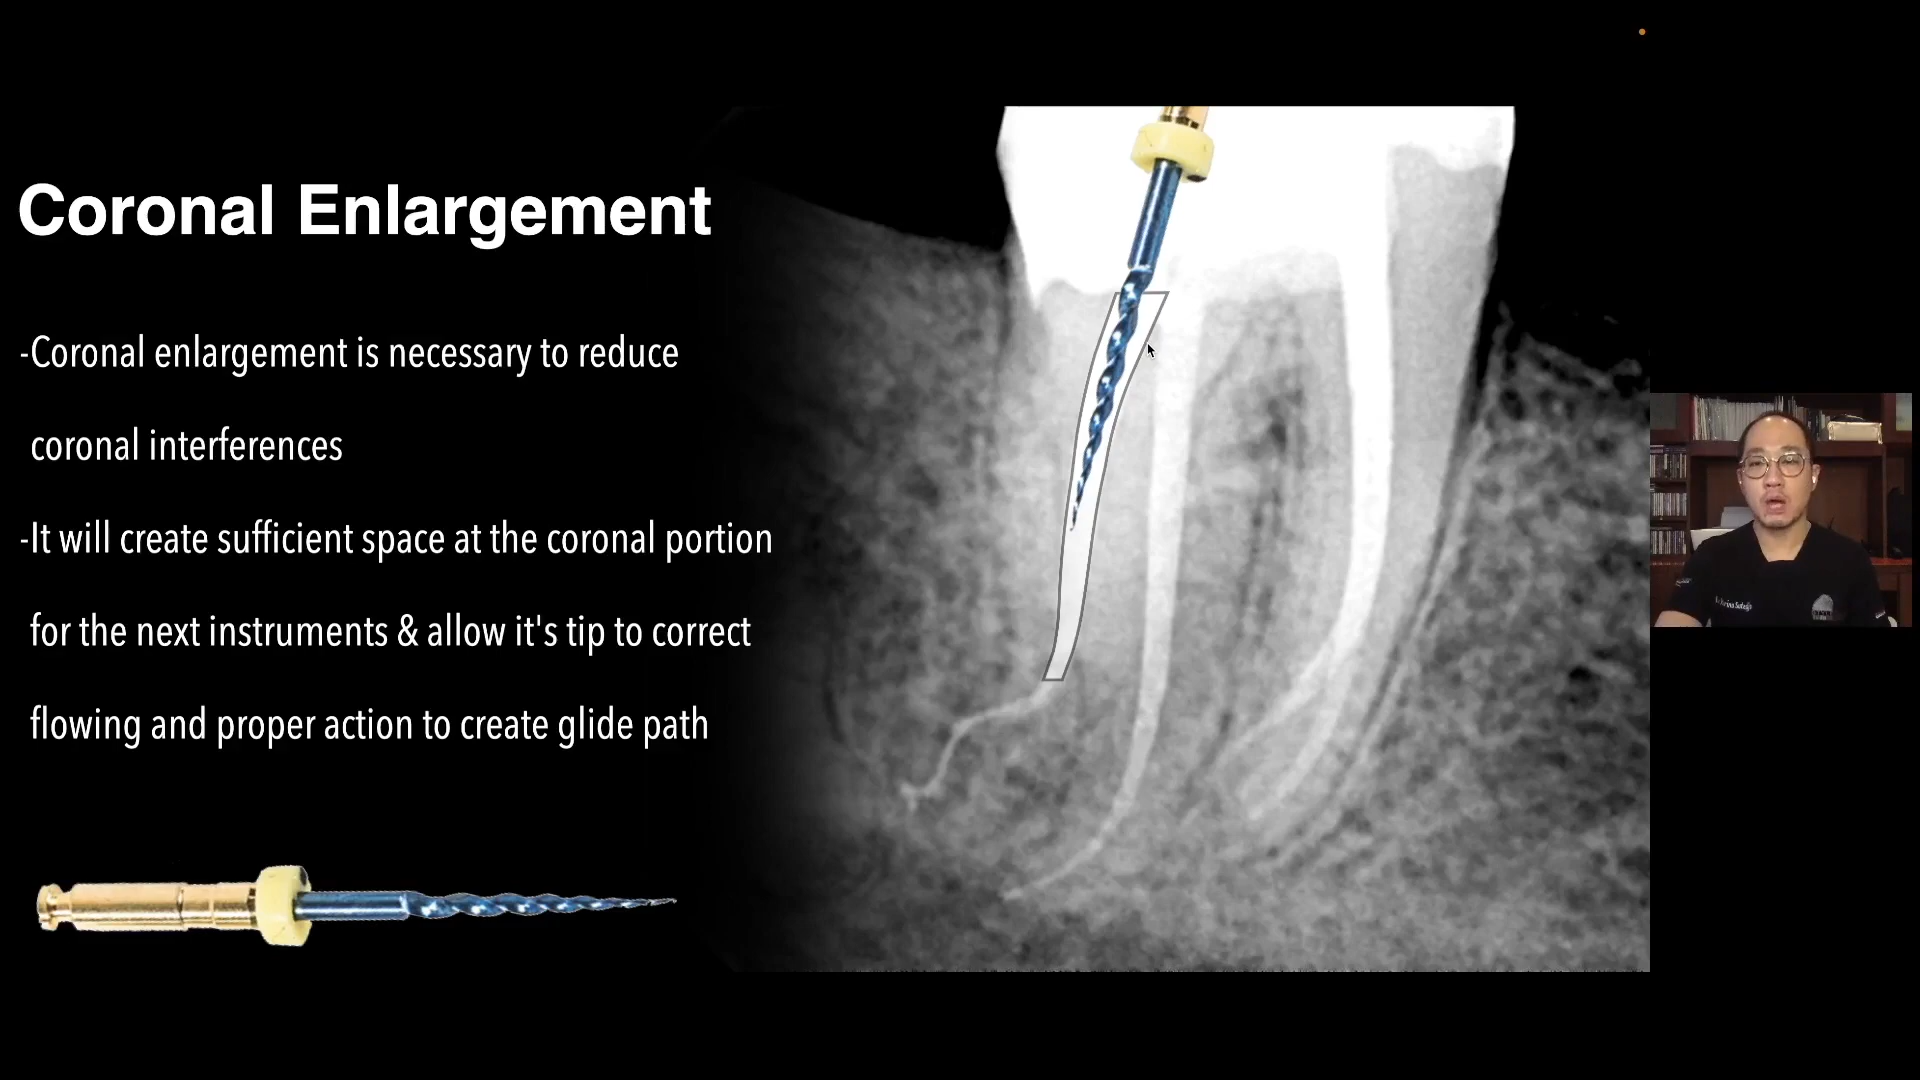 Coronal Enlargement
-Coronal enlargement is necessary to reduce
coronal interferences
-It will create sufficient space at the coronal portion
for the next instruments & allow it's tip to correct
flowing and proper action to create glide path